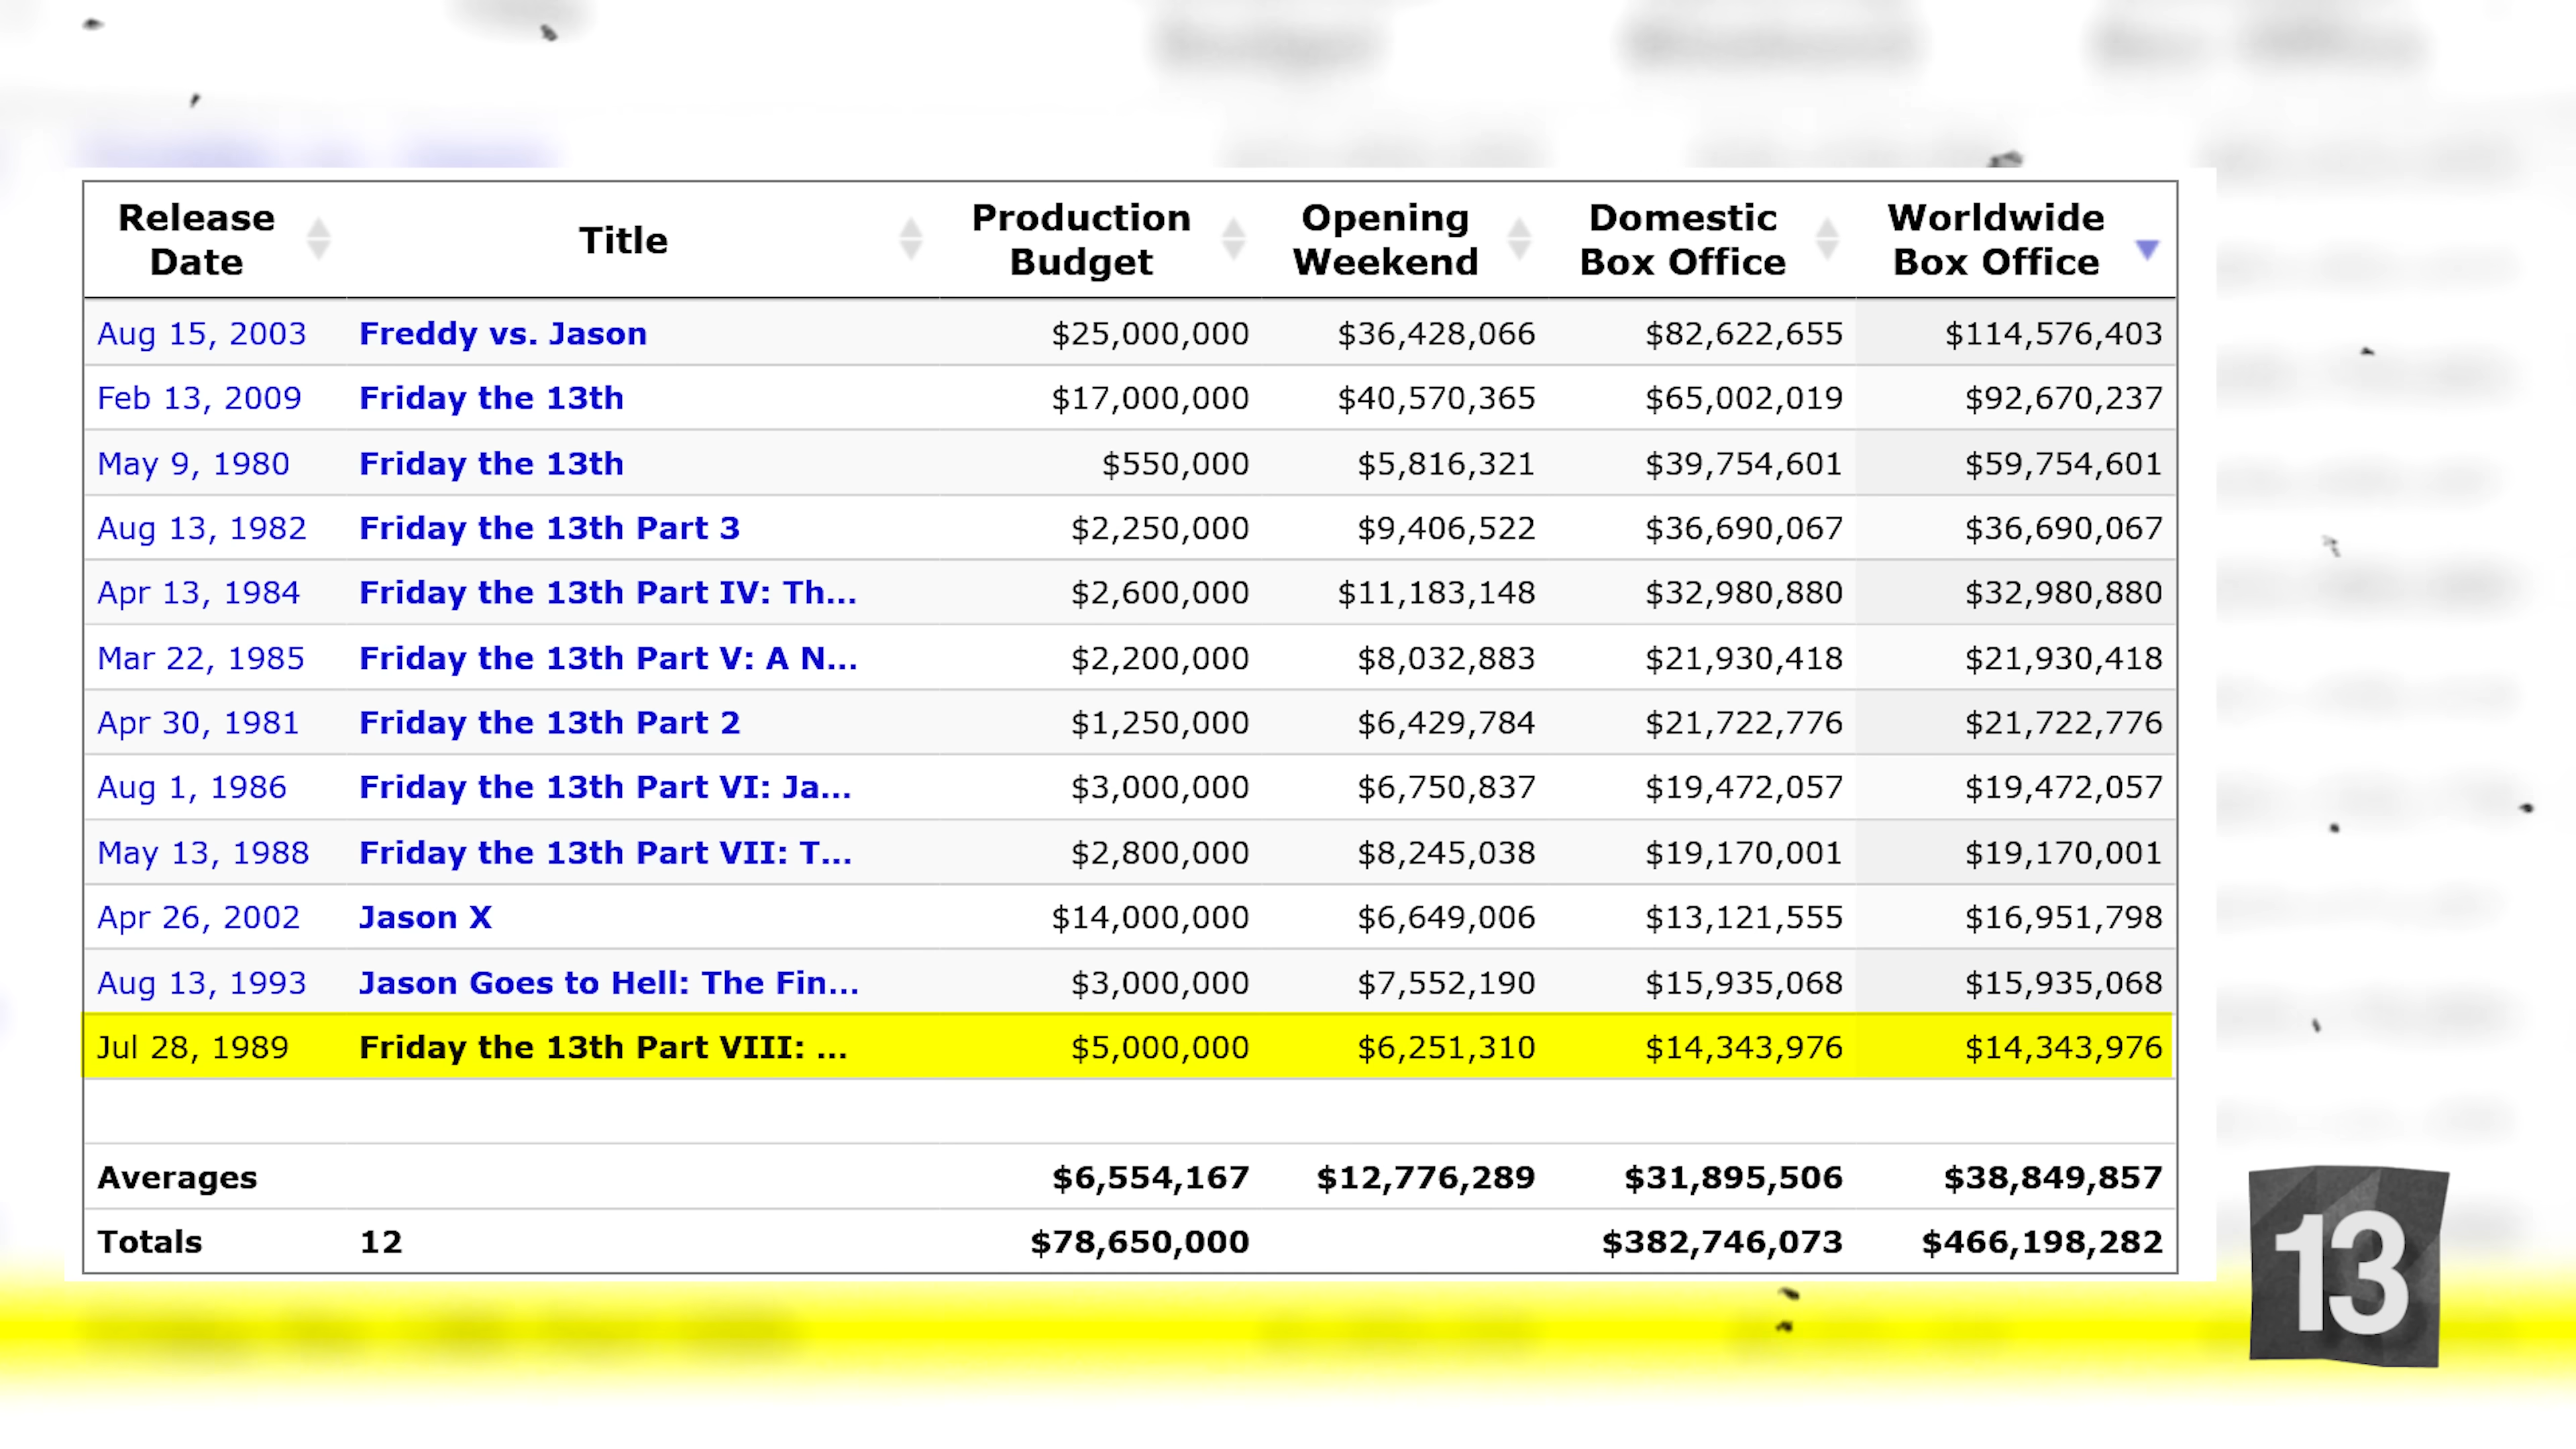 Release Date Title Production Budget Opening Weekend Domestic Box Office Worldwide Box Office
Aug 15, 2003 Freddy vs. Jason $25,000,000 $36,428,066 $82,622,655 $114,576,403
Feb 13, 2009 Friday the 13th $17,000,000 $40,570,365 $65,002,019 $92,670,237
May 9, 1980 Friday the 13th $550,000 $5,816,321 $39,754,601 $59,754,601
Aug 13, 1982 Friday the 13th Part 3 $2,250,000 $9,406,522 $36,690,067 $36,690,067
Apr 13, 1984 Friday the 13th Part IV: Th... $2,600,000 $11,183,148 $32,980,880 $32,980,880
Mar 22, 1985 Friday the 13th Part V: A N... $2,200,000 $8,032,883 $21,930,418 $21,930,418
Apr 30, 1981 Friday the 13th Part 2 $1,250,000 $6,429,784 $21,722,776 $21,722,776
Aug 1, 1986 Friday the 13th Part VI: Ja... $3,000,000 $6,750,837 $19,472,057 $19,472,057
May 13, 1988 Friday the 13th Part VII: T... $2,800,000 $8,245,038 $19,170,001 $19,170,001
Apr 26, 2002 Jason X $14,000,000 $6,649,006 $13,121,555 $16,951,798
Aug 13, 1993 Jason Goes to Hell: The Fin... $3,000,000 $7,552,190 $15,935,068 $15,935,068
Jul 28, 1989 Friday the 13th Part VIII: ... $5,000,000 $6,251,310 $14,343,976 $14,343,976
Averages $6,554,167 $12,776,289 $31,895,506 $38,849,857
Totals 12 $78,650,000 $382,746,073 $466,198,282
13